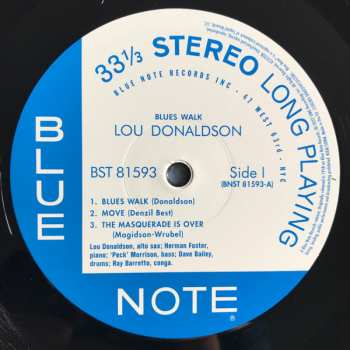 33⅓ STEREO LONG PLAYING
BLUE NOTE RECORDS INC · 47 WEST 63rd · NYC
BLUES WALK
LOU DONALDSON
BST 81593
Side I
(BNST 81593-A)
1. BLUES WALK (Donaldson)
2. MOVE (Denzil Best)
3. THE MASQUERADE IS OVER
(Magidson-Wrubel)
Lou Donaldson, alto sax; Herman Foster,
piano; 'Peck' Morrison, bass; Dave Bailey,
drums; Ray Barretto, conga.
BLUE
NOTE ®